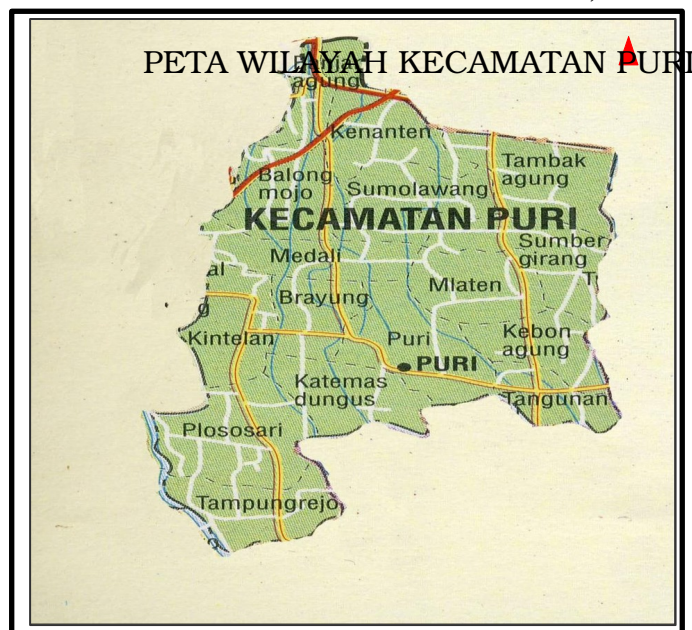 PETA WILAYAH KECAMATAN PURI
agung
Kenanten
Tambak
agung
Balong
mojo
Sumolawang
KECAMATAN PURI
Sumber
girang
Medali
al
T
Mlaten
Brayung
g
Kintelan
Puri
Kebon
agung
PURI
Katemas
dungus
Tangunan
Plososari
Tampungrejo